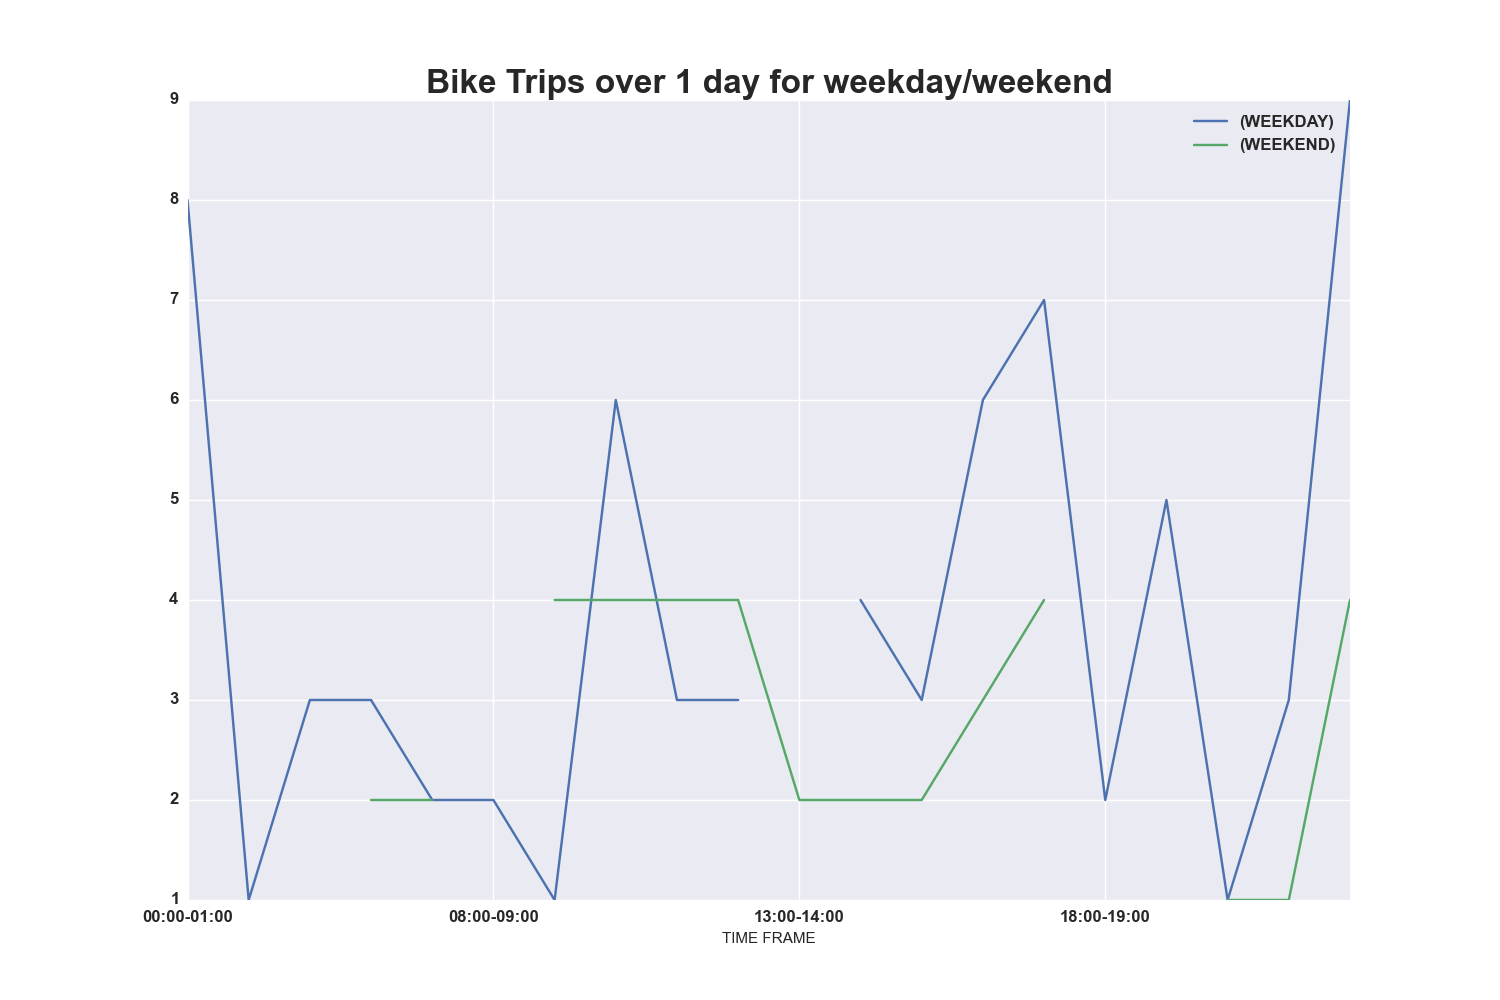 Bike Trips over 1 day for weekday/weekend
(WEEKDAY)
(WEEKEND)
9
8
7
6
5
4
3
2
1
00:00-01:00 08:00-09:00 13:00-14:00 18:00-19:00
TIME FRAME